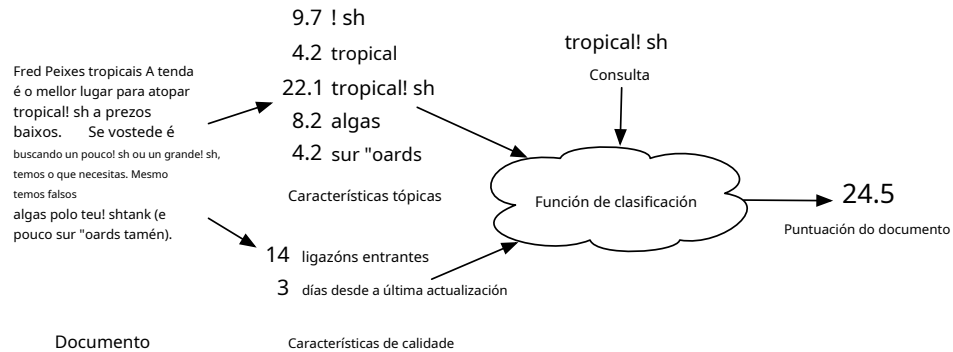 Fred Peixes tropicais A tenda
é o mellor lugar para atopar
tropical! sh a prezos
baixos. Se vostede é
buscando un pouco! sh ou un grande! sh,
temos o que necesitas. Mesmo
temos falsos
algas polo teu! shtank (e
pouco sur "oards tamén).
Documento
9.7 ! sh
4.2 tropical
22.1 tropical! sh
8.2 algas
4.2 sur "oards
Características tópicas
14 ligazóns entrantes
3 días desde a última actualización
Características de calidade
tropical! sh
Consulta
Función de clasificación
24.5
Puntuación do documento